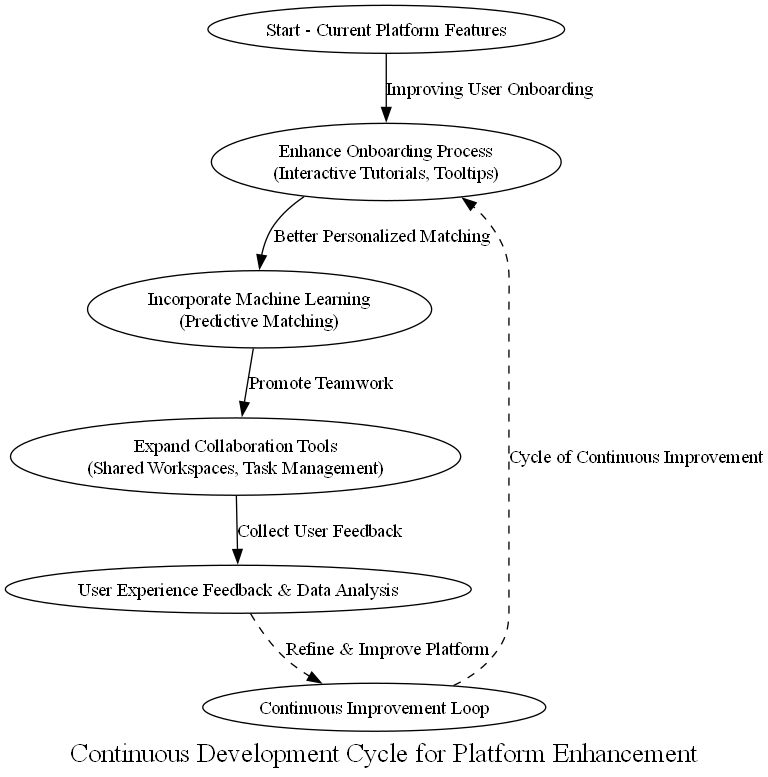 Start - Current Platform Features
Improving User Onboarding
Enhance Onboarding Process
(Interactive Tutorials, Tooltips)
Better Personalized Matching
Incorporate Machine Learning
(Predictive Matching)
Promote Teamwork
Expand Collaboration Tools
(Shared Workspaces, Task Management)
Cycle of Continuous Improvement
Collect User Feedback
User Experience Feedback & Data Analysis
Refine & Improve Platform
Continuous Improvement Loop
Continuous Development Cycle for Platform Enhancement